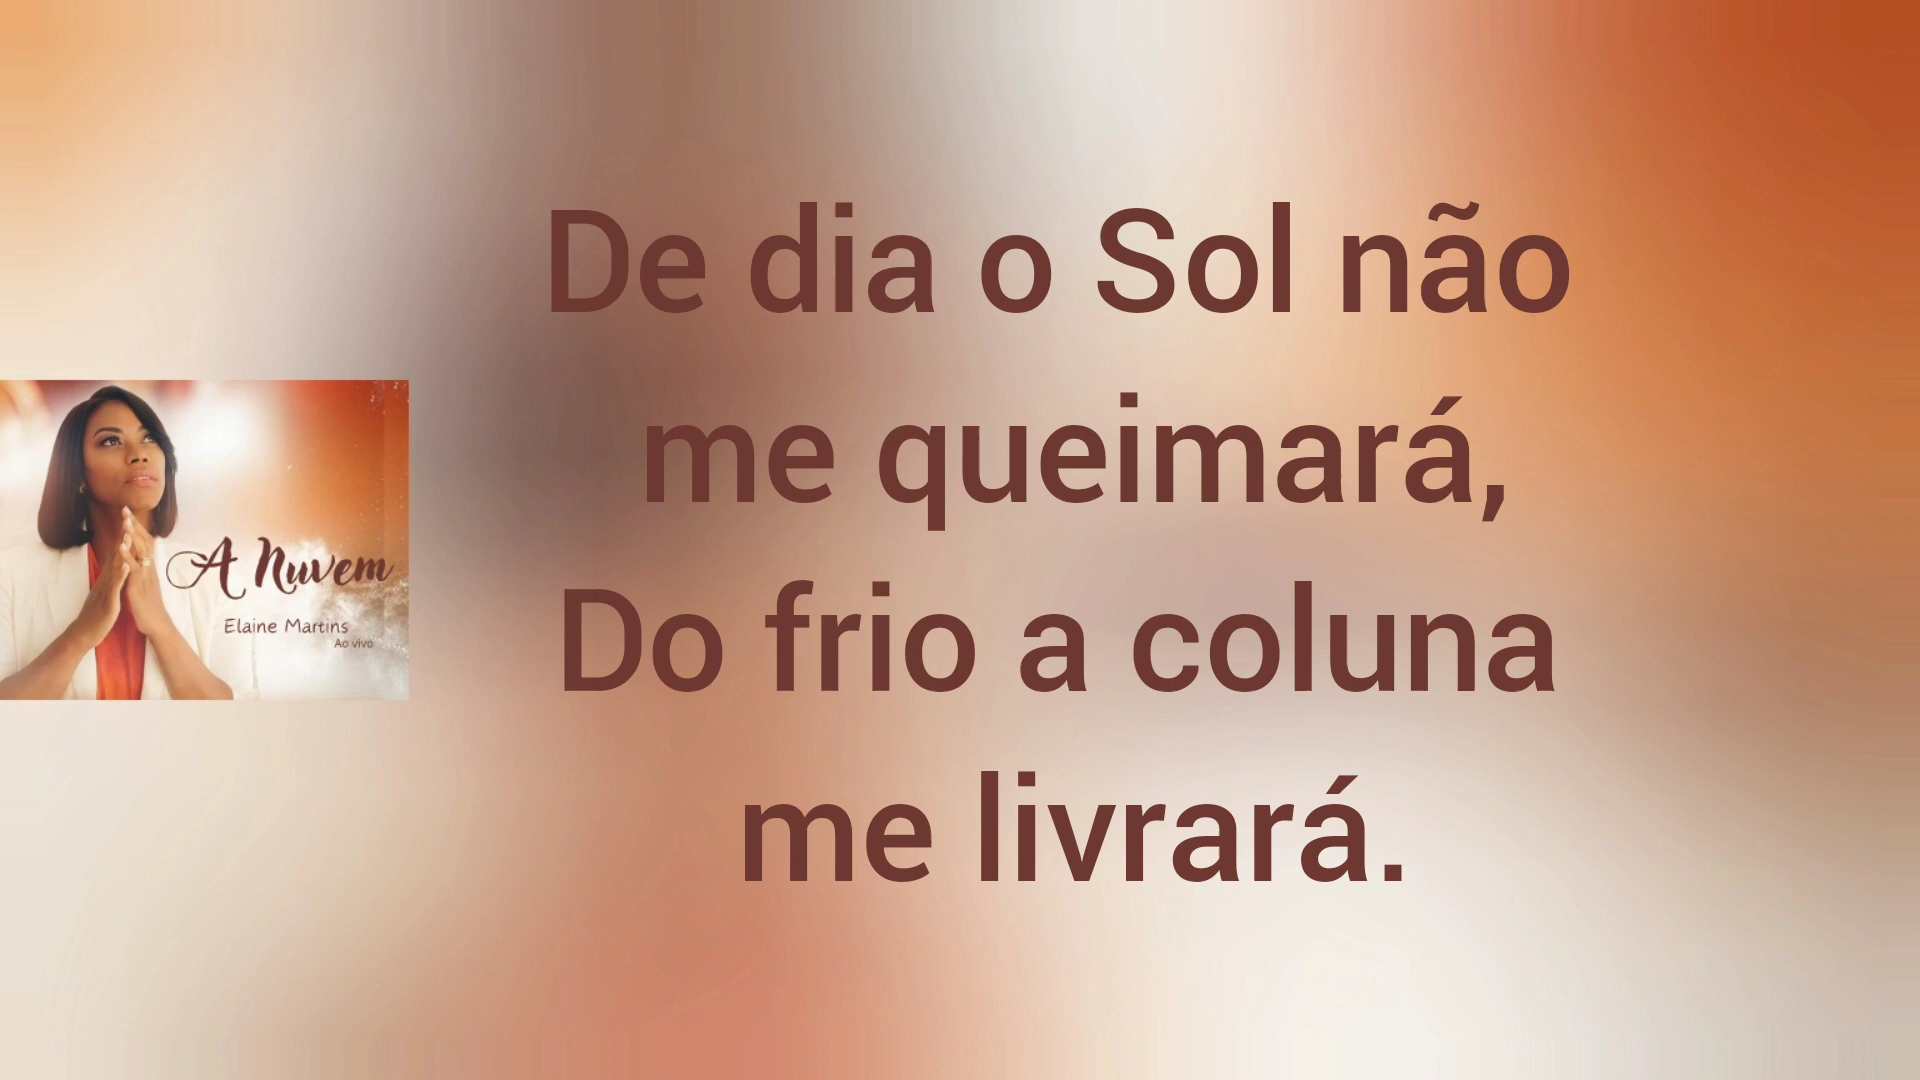 De dia o Sol não
me queimará,
Do frio a coluna
me livrará.
A Nuvem
Elaine Martins
Ao vivo